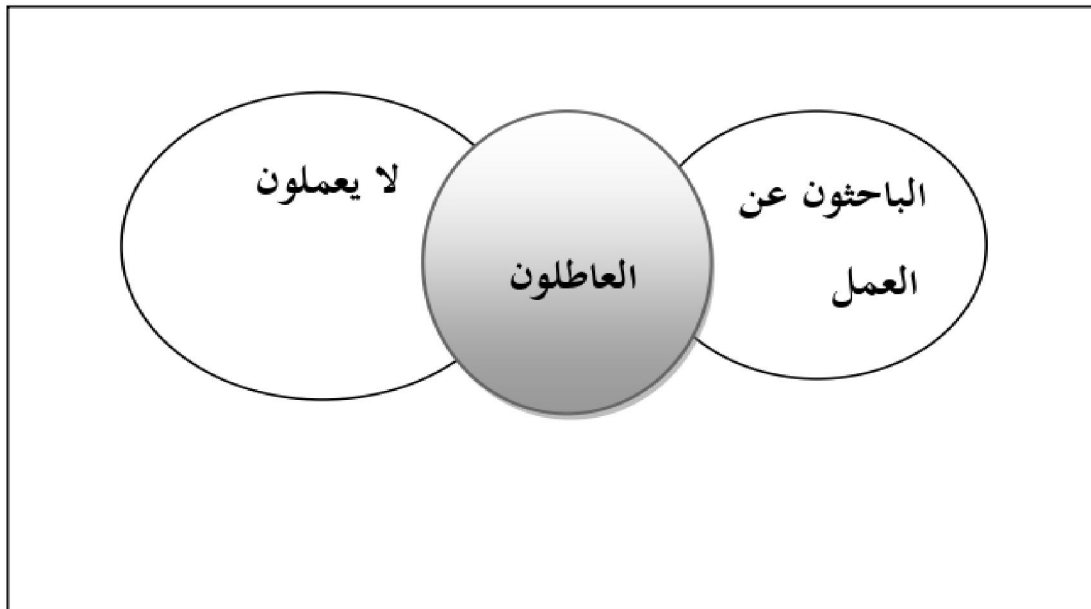 الباحثون عن
العمل
العاطلون
لا يعملون